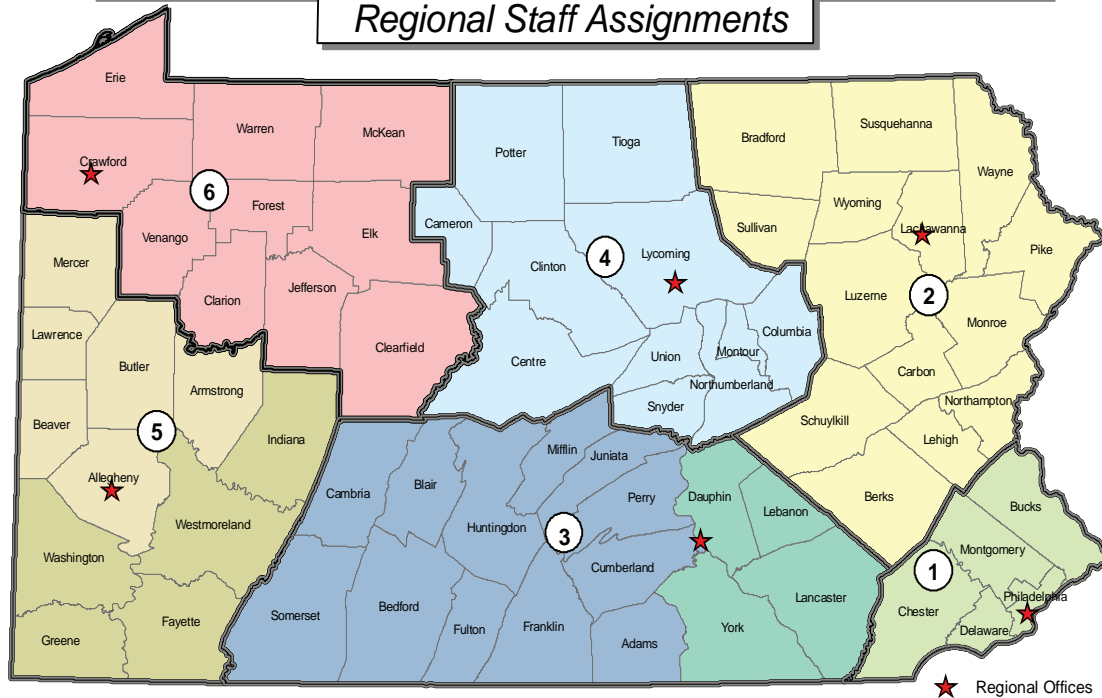 Regional Staff Assignments
Erie
Warren
McKean
Crawford
6
Forest
Venango
Elk
Clarion
Jefferson
Clearfield
Potter
Tioga
Cameron
4
Lycoming
Clinton
Centre
Union
Montour
Columbia
Northumberland
Snyder
Bradford
Susquehanna
Wayne
Wyoming
Sullivan
Lackawanna
Pike
Luzerne
2
Monroe
Carbon
Northampton
Schuylkill
Lehigh
Berks
Mercer
Lawrence
Butler
Armstrong
Beaver
5
Indiana
Allegheny
Westmoreland
Washington
Fayette
Greene
Mifflin
Juniata
Blair
Cambria
Perry
Huntingdon
3
Cumberland
Somerset
Bedford
Fulton
Franklin
Adams
Dauphin
Lebanon
Lancaster
York
Bucks
Montgomery
1
Chester
Philadelphia
Delaware
Regional Offices